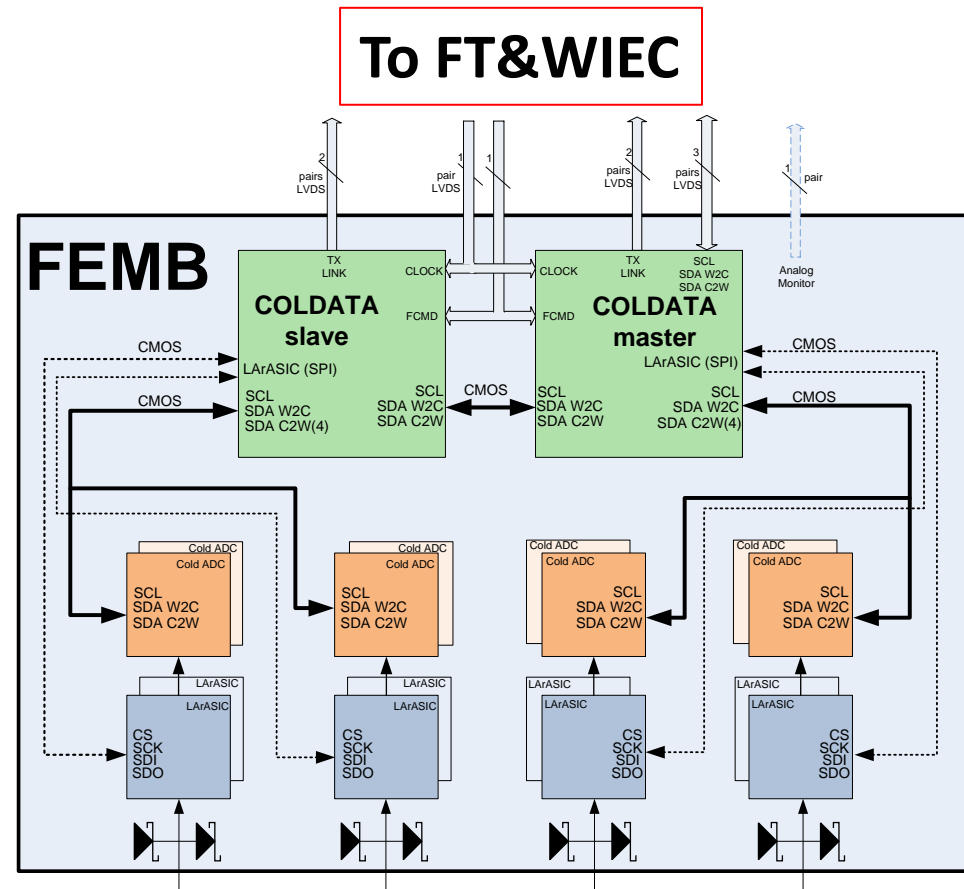 To FT&WIEC
2
pairs
LVDS
1
pair
LVDS
1
2
pairs
LVDS
3
pairs
LVDS
1
pair
FEMB
TX
LINK
CLOCK
COLDATA
slave
FCMD
LArASIC (SPI)
SCL
SDA W2C
SDA C2W(4)
SCL
SDA W2C
SDA C2W
CMOS
CMOS
CMOS
TX
LINK
SCL
SDA W2C
SDA C2W
CLOCK
COLDATA
master
FCMD
LArASIC (SPI)
SCL
SDA W2C
SDA C2W
SCL
SDA W2C
SDA C2W(4)
CMOS
CMOS
Analog
Monitor
Cold ADC
Cold ADC
SCL
SDA W2C
SDA C2W
Cold ADC
Cold ADC
SCL
SDA W2C
SDA C2W
Cold ADC
Cold ADC
SCL
SDA W2C
SDA C2W
Cold ADC
Cold ADC
SCL
SDA W2C
SDA C2W
LArASIC
LArASIC
CS
SCK
SDI
SDO
LArASIC
LArASIC
CS
SCK
SDI
SDO
LArASIC
LArASIC
CS
SCK
SDI
SDO
LArASIC
LArASIC
CS
SCK
SDI
SDO